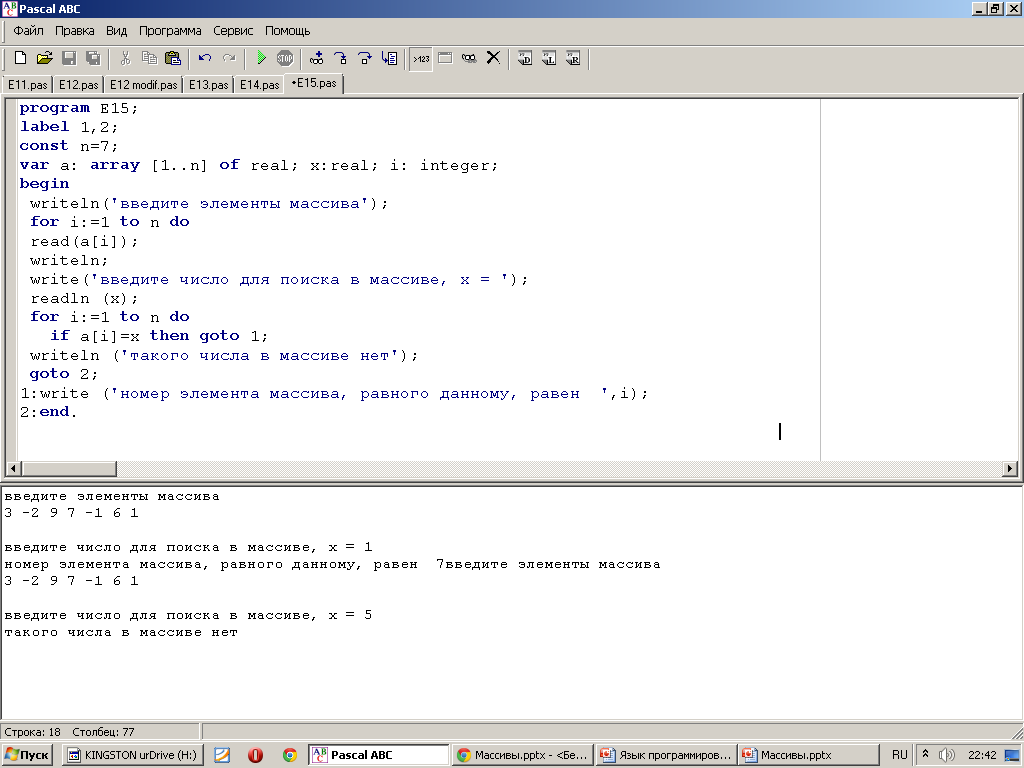 Pascal ABC
Файл Правка Вид Программа Сервис Помощь
E11.pas E12.pas E12 modif.pas E13.pas E14.pas •E15.pas
program E15;
label 1,2;
const n=7;
var a: array [1..n] of real; x:real; i: integer;
begin
writeln('введите элементы массива');
for i:=1 to n do
read(a[i]);
writeln;
write('введите число для поиска в массиве, x = ');
readln (x);
for i:=1 to n do
if a[i]=x then goto 1;
writeln ('такого числа в массиве нет');
goto 2;
1:write ('номер элемента массива, равного данному, равен  ',i);
2:end.
введите элементы массива
3 -2 9 7 -1 6 1
введите число для поиска в массиве, x = 1
номер элемента массива, равного данному, равен  7введите элементы массива
3 -2 9 7 -1 6 1
введите число для поиска в массиве, x = 5
такого числа в массиве нет
Строка: 18 Столбец: 77
Пуск KINGSTON urDrive (H:) Pascal ABC Массивы.pptx - <Бе... Язык программиров... Массивы.pptx RU 22:42